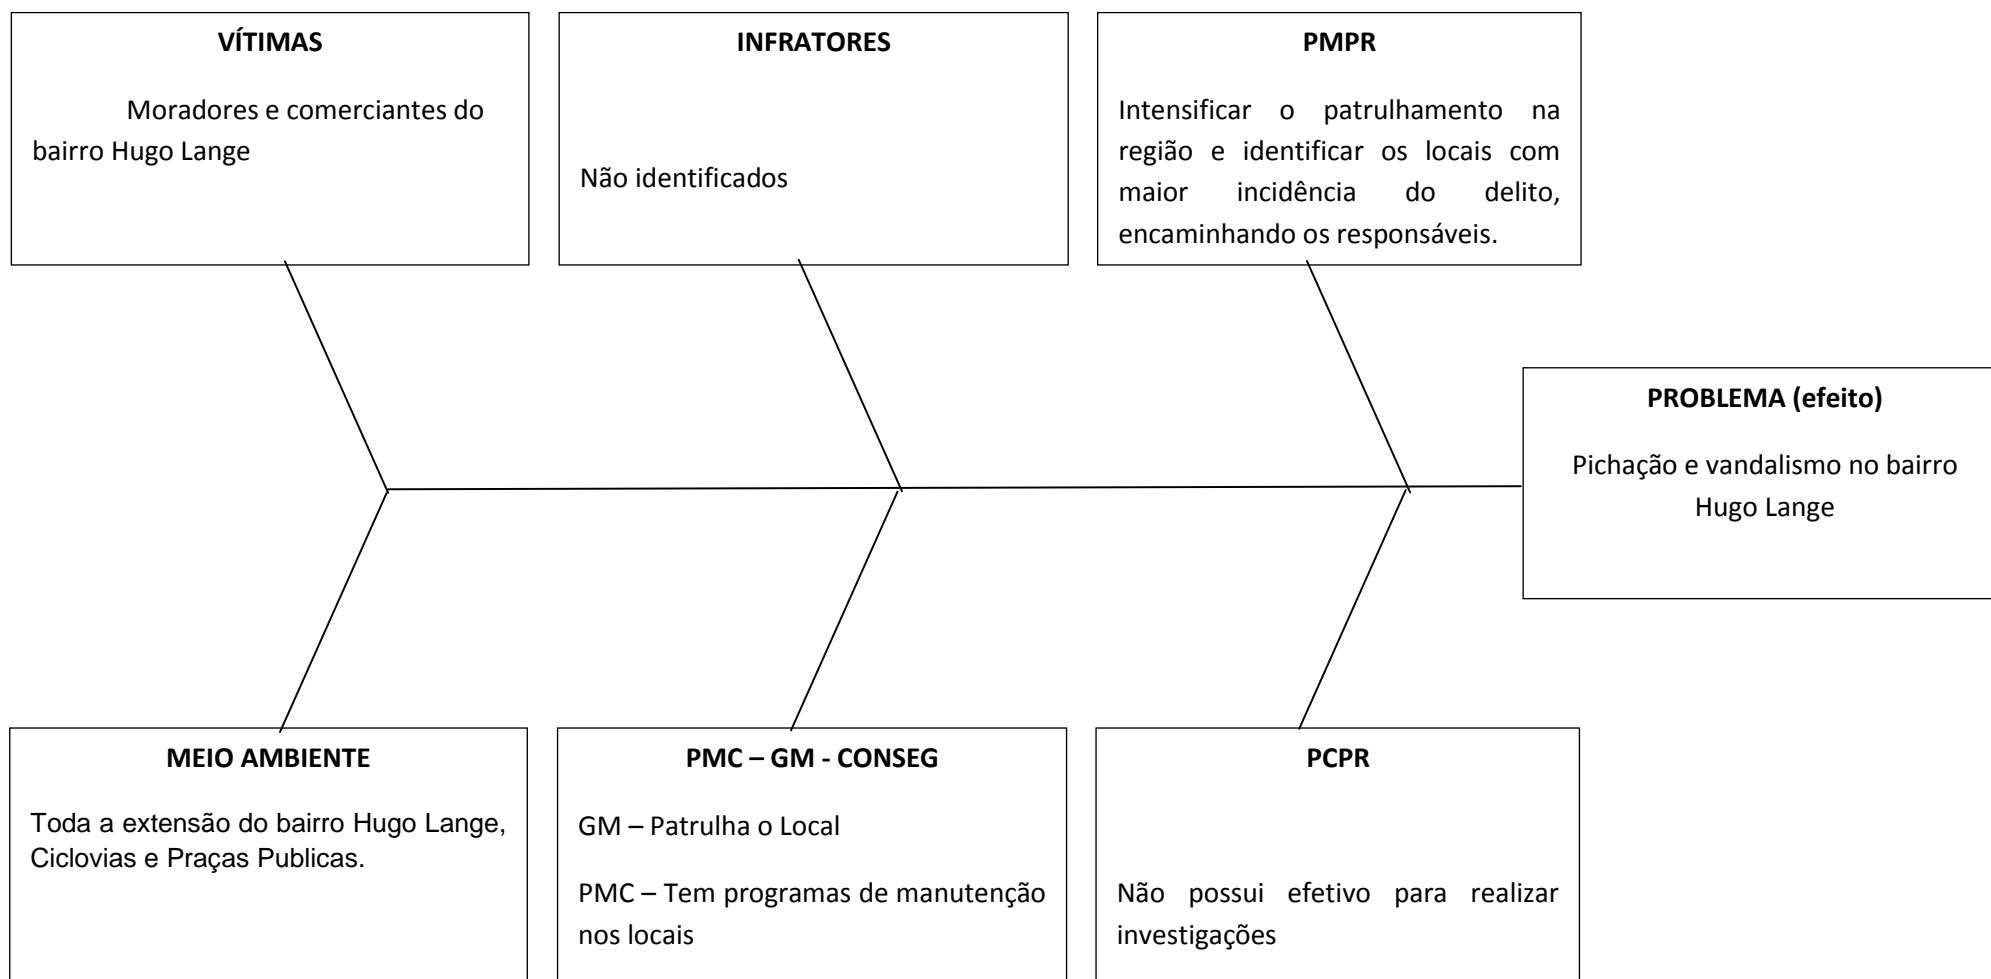 VÍTIMAS
Moradores e comerciantes do
bairro Hugo Lange
INFRATORES
Não identificados
PMPR
Intensificar o patrulhamento na
região e identificar os locais com
maior incidência do delito,
encaminhando os responsáveis.
PROBLEMA (efeito)
Pichação e vandalismo no bairro
Hugo Lange
MEIO AMBIENTE
Toda a extensão do bairro Hugo Lange,
Ciclovias e Praças Publicas.
PMC – GM - CONSEG
GM – Patrulha o Local
PMC – Tem programas de manutenção
nos locais
PCPR
Não possui efetivo para realizar
investigações